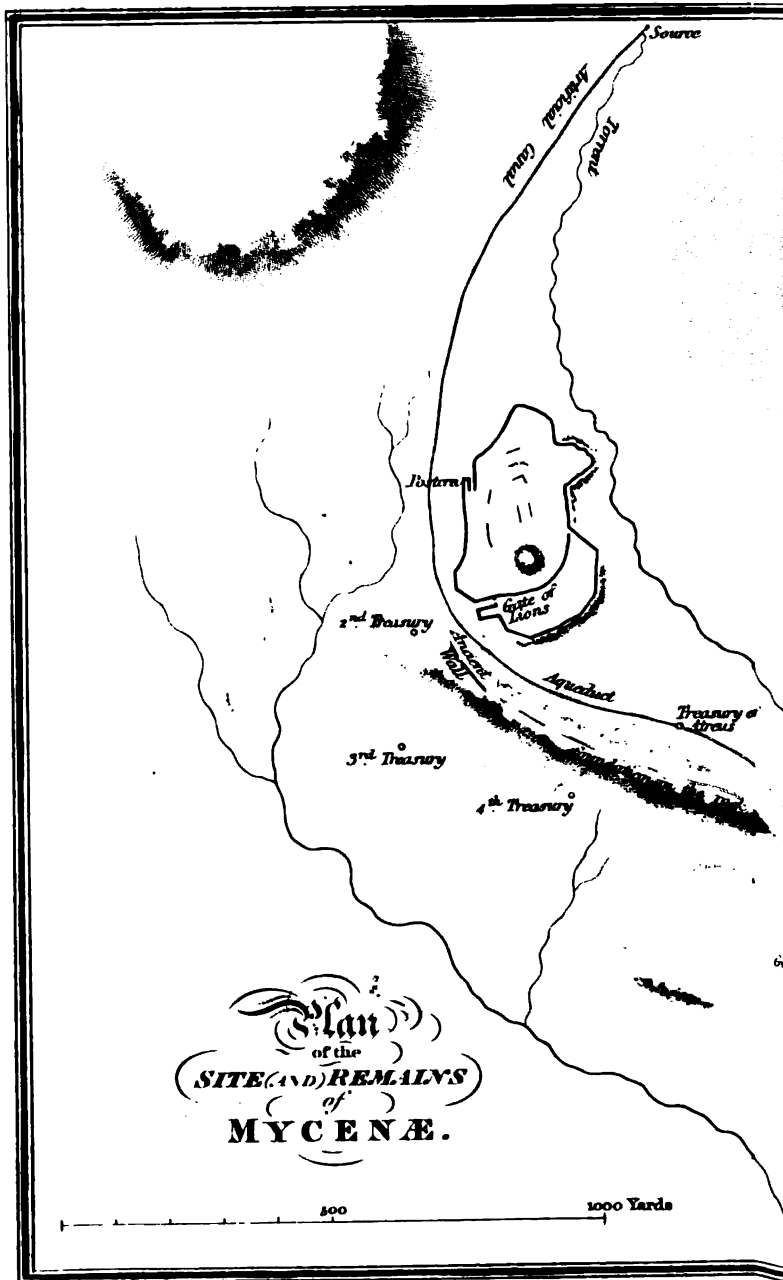 Source
Artificial
Canal
Torrent
Postern
Gate of
Lions
2nd Treasury
Ancient
Wall
Aqueduct
Treasury of
Atreus
3rd Treasury
4th Treasury
Plan
of the
SITE (AND) REMAINS
of
MYCENÆ.
500
1000 Yards